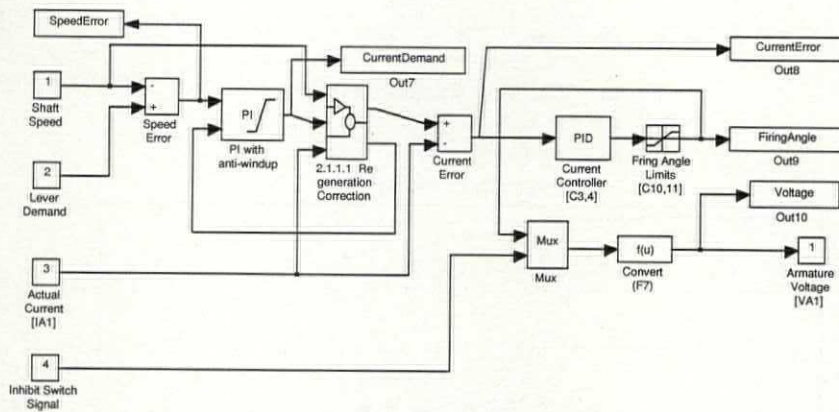 SpeedError
1
Shaft
Speed
2
Lever
Demand
-
+
Speed
Error
PI
PI with
anti-windup
CurrentDemand
Out7
2.1.1.1 Re
generation
Correction
+
-
Current
Error
PID
Current
Controller
[C3,4]
Fring Angle
Limits
[C10,11]
CurrentError
Out8
FiringAngle
Out9
Voltage
Out10
3
Actual
Current
[IA1]
Mux
Mux
f(u)
Convert
(F7)
1
Armature
Voltage
[VA1]
4
Inhibit Switch
Signal